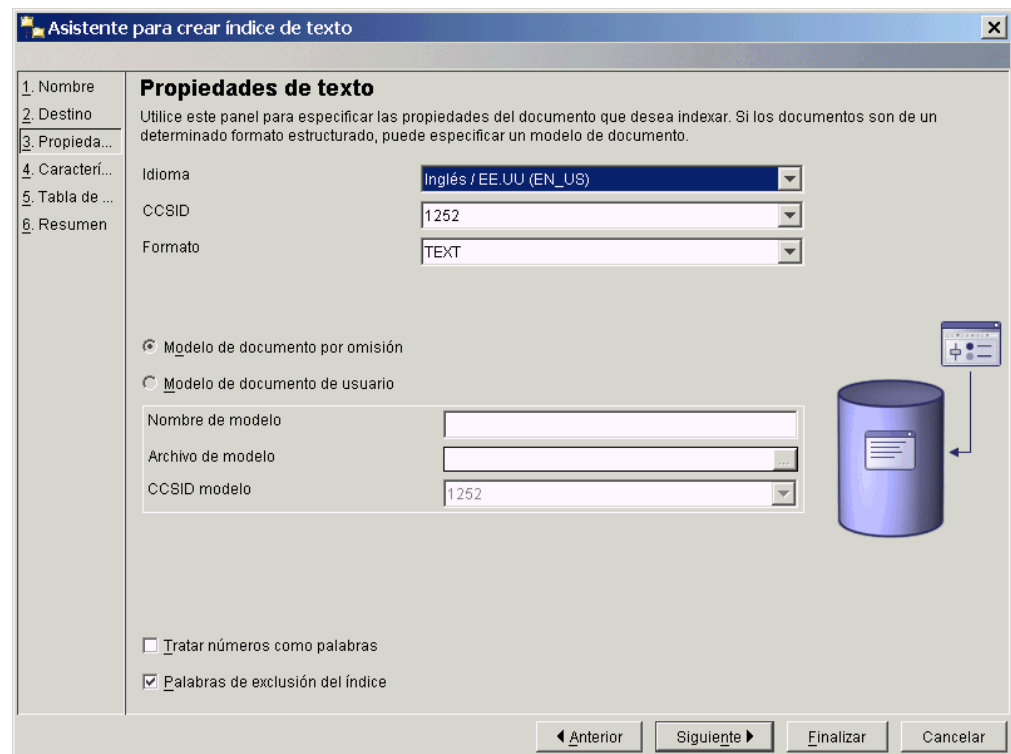 Asistente para crear índice de texto
1. Nombre
2. Destino
3. Propieda...
4. Caracterí...
5. Tabla de ...
6. Resumen
Propiedades de texto
Utilice este panel para especificar las propiedades del documento que desea indexar. Si los documentos son de un
determinado formato estructurado, puede especificar un modelo de documento.
Idioma Inglés / EE.UU (EN_US)
CCSID 1252
Formato TEXT
Modelo de documento por omisión
Modelo de documento de usuario
Nombre de modelo
Archivo de modelo ...
CCSID modelo 1252
Tratar números como palabras
Palabras de exclusión del índice
Anterior Siguiente Finalizar Cancelar